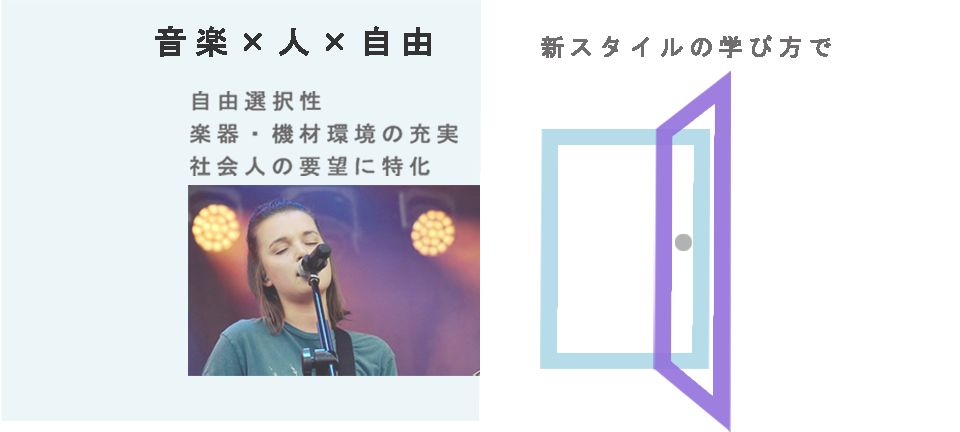 音楽×人×自由
自由選択性
楽器・機材環境の充実
社会人の要望に特化
新スタイルの学び方で